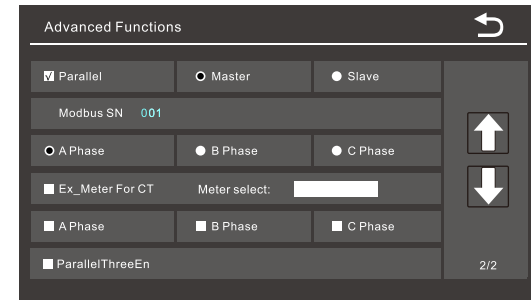 Advanced Functions
Parallel Master Slave
Modbus SN 001
A Phase B Phase C Phase
Ex_Meter For CT Meter select:
A Phase B Phase C Phase
ParallelThreeEn
2/2